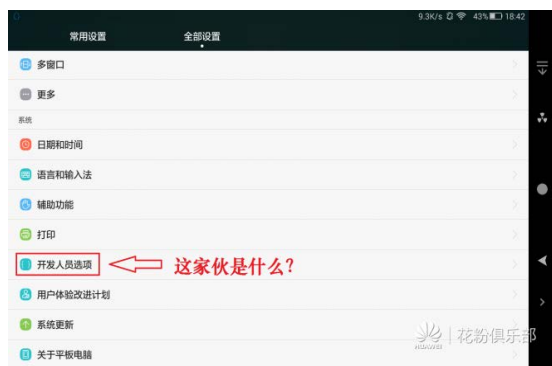 9.3K/s 43% 18:42
常用设置 全部设置
多窗口
更多
系统
日期和时间
语言和输入法
辅助功能
打印
开发人员选项 这家伙是什么?
用户体验改进计划
系统更新
关于平板电脑
HUAWEI 花粉俱乐部